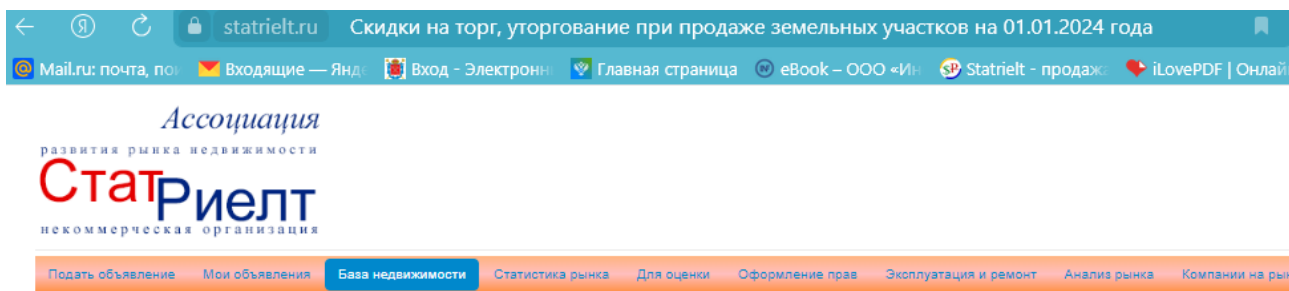 statrielt.ru Скидки на торг, уторгование при продаже земельных участков на 01.01.2024 года
Mail.ru: почта, пои Входящие — Янде Вход - Электронн Главная страница eBook – ООО «Ин Statrielt - продажа iLovePDF | Онлай
Ассоциация
развития рынка недвижимости
СтатРиелт
некоммерческая организация
Подать объявление Мои объявления База недвижимости Статистика рынка Для оценки Оформление прав Эксплуатация и ремонт Анализ рынка Компании на рын